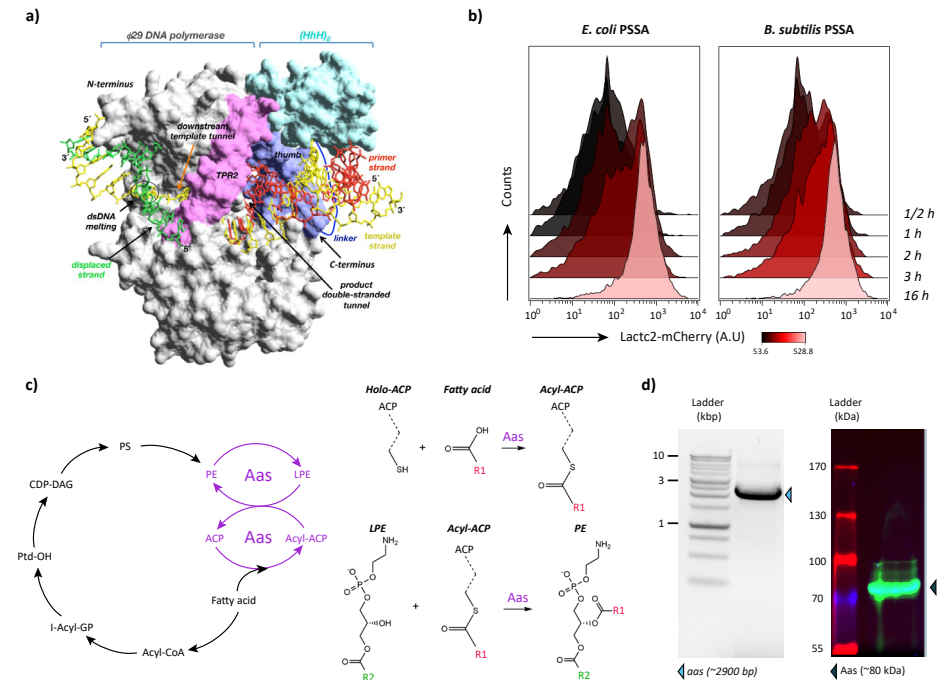 a)
ϕ29 DNA polymerase
(HhH)2
N-terminus
5´
3´
downstream
template tunnel
thumb
TPR2
primer
strand
5´
3´
dsDNA
melting
5´
linker
template
strand
displaced
strand
C-terminus
product
double-stranded
tunnel
b)
E. coli PSSA
B. subtilis PSSA
Counts
1/2 h
1 h
2 h
3 h
16 h
10^0 10^1 10^2 10^3 10^4
10^0 10^1 10^2 10^3 10^4
Lactc2-mCherry (A.U)
53.6 528.8
c)
PS
PE
Aas
LPE
CDP-DAG
ACP
Aas
Acyl-ACP
Ptd-OH
Fatty acid
I-Acyl-GP
Acyl-CoA
Holo-ACP
Fatty acid
Acyl-ACP
ACP
SH
+
O
OH
R1
Aas
ACP
S
O
R1
LPE
Acyl-ACP
PE
NH2
-O
O
P
O
O
OH
O
O
R2
+
ACP
S
O
R1
Aas
NH2
-O
O
P
O
O
O
R1
O
O
O
R2
d)
Ladder
(kbp)
10
3
1
aas (~2900 bp)
Ladder
(kDa)
170
130
100
70
55
Aas (~80 kDa)